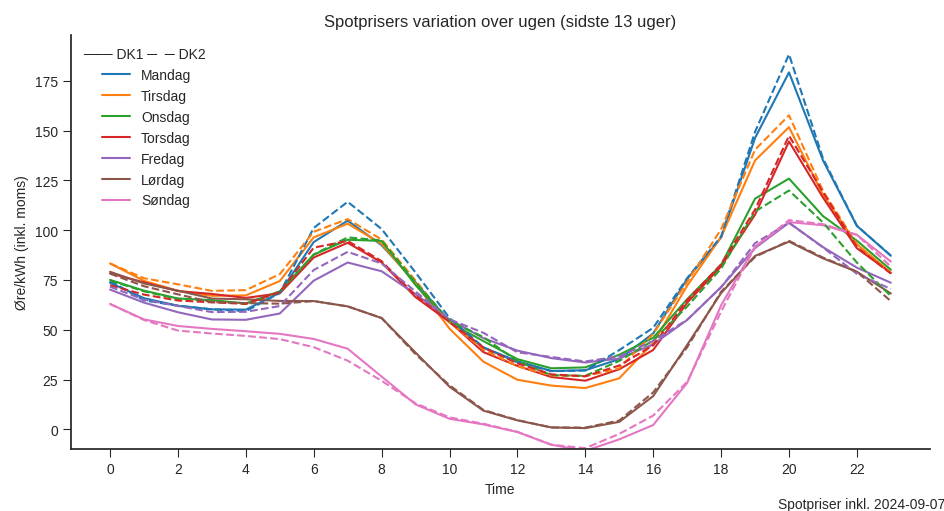 Spotprisers variation over ugen (sidste 13 uger)
DK1 DK2
Mandag
Tirsdag
Onsdag
Torsdag
Fredag
Lørdag
Søndag
Øre/kWh (inkl. moms)
175
150
125
100
75
50
25
0
0 2 4 6 8 10 12 14 16 18 20 22
Time
Spotpriser inkl. 2024-09-07